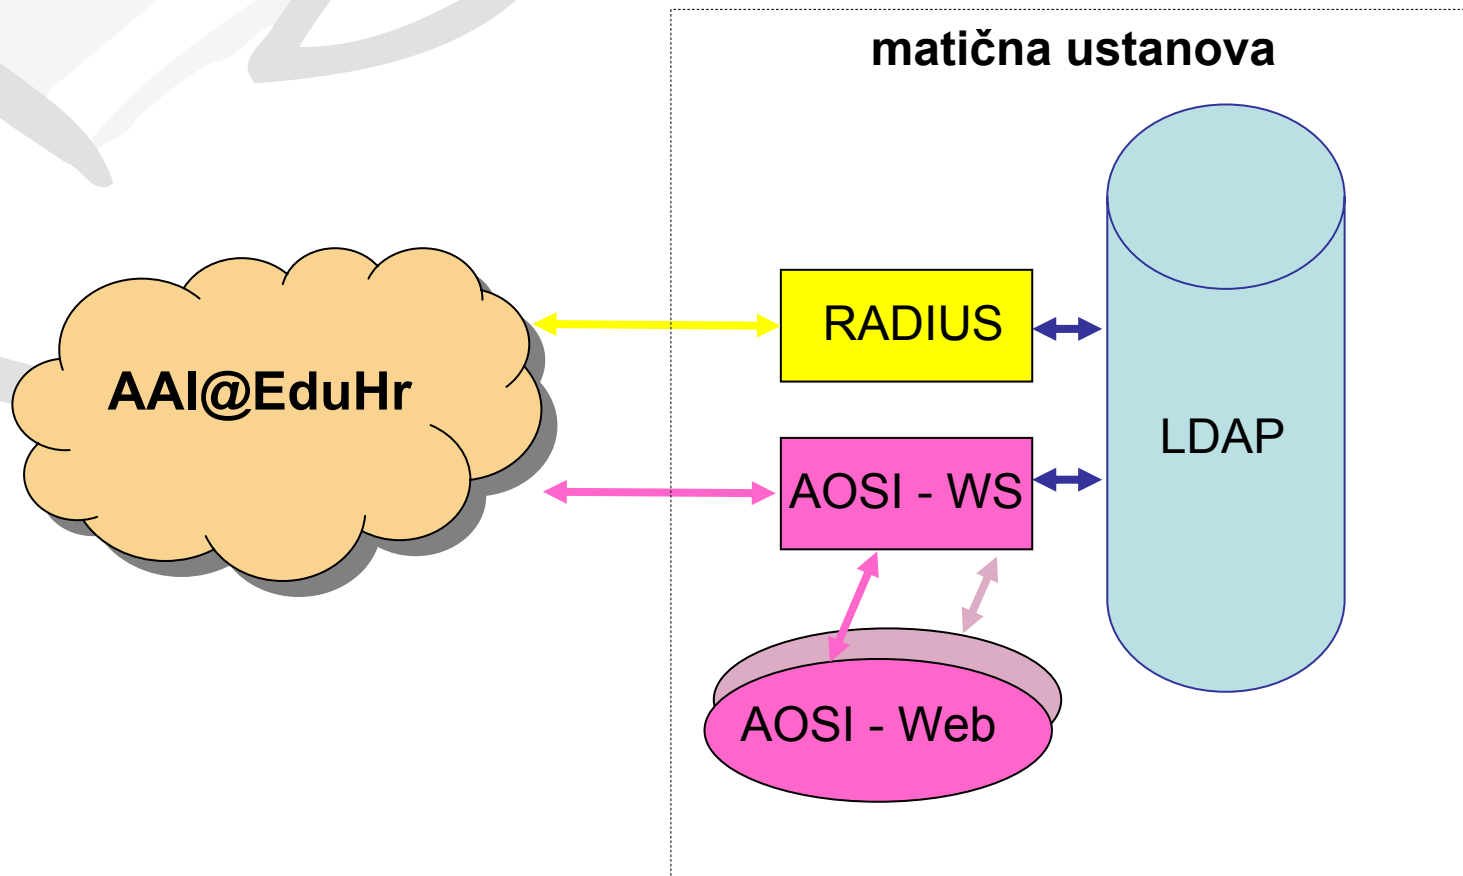 matična ustanova
RADIUS
AAI@EduHr
LDAP
AOSI - WS
AOSI - Web